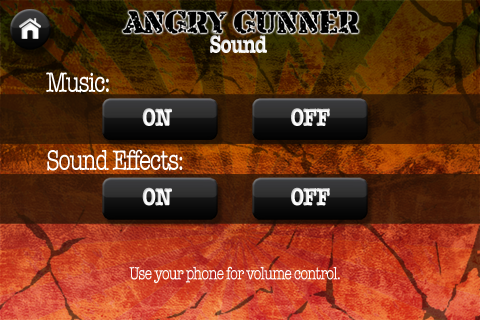 ANGRY GUNNER
Sound
Music:
ON OFF
Sound Effects:
ON OFF
Use your phone for volume control.